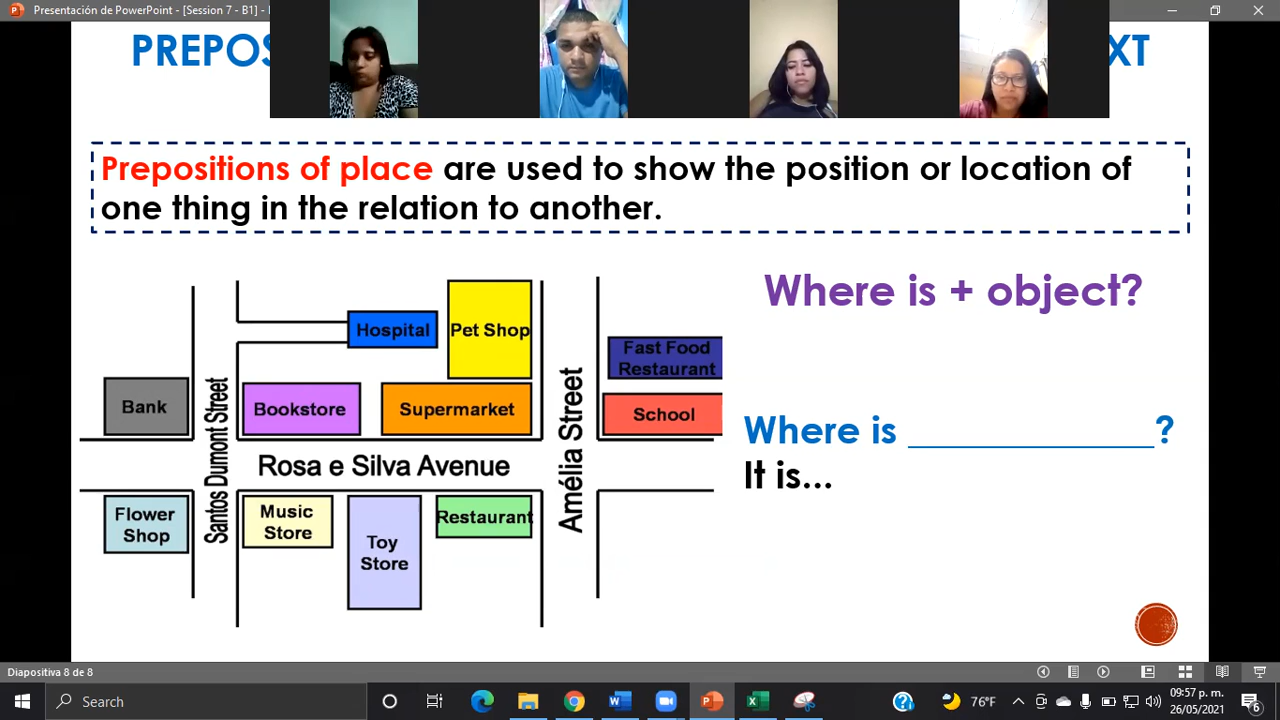 Presentación de PowerPoint - [Session 7 - B1]
PREPOS
XT
Prepositions of place are used to show the position or location of
one thing in the relation to another.
Where is + object?
Hospital
Pet Shop
Fast Food
Restaurant
Bank
Bookstore
Supermarket
School
Santos Dumont Street
Amélia Street
Rosa e Silva Avenue
Where is ______________?
It is...
Flower
Shop
Music
Store
Toy
Store
Restaurant
Diapositiva 8 de 8
Search
76°F
09:57 p. m.
26/05/2021
6